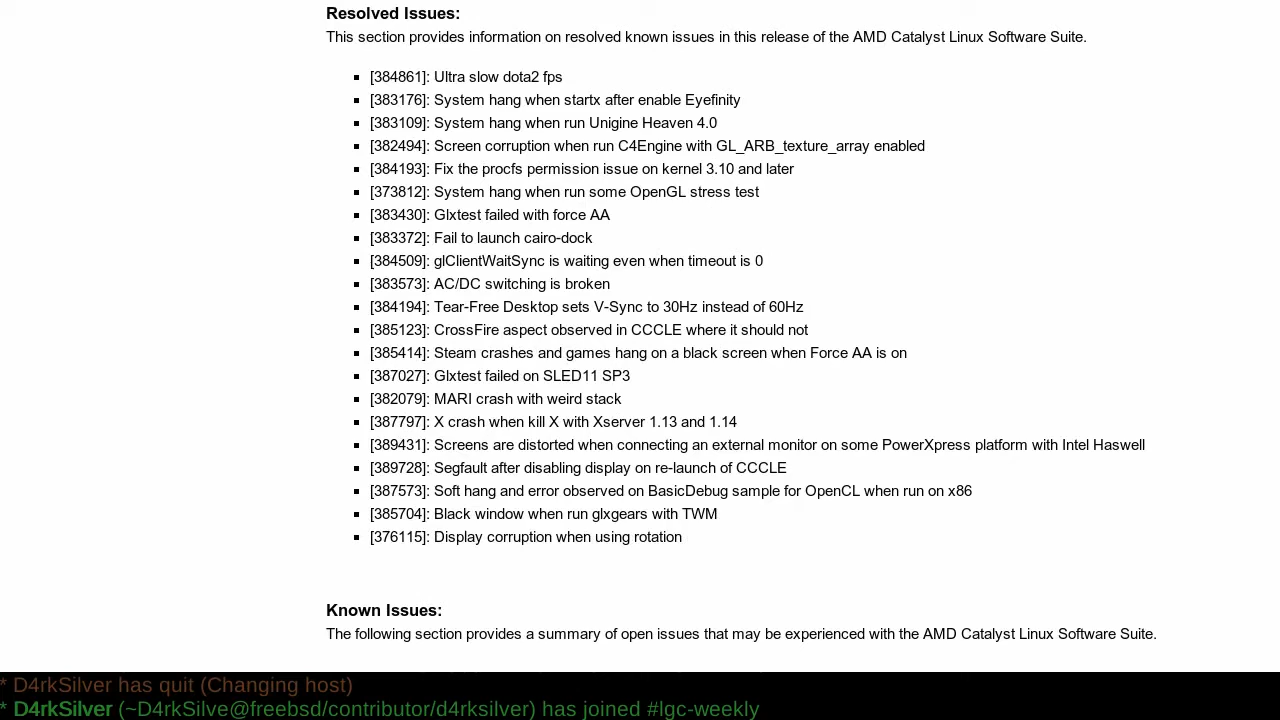 Resolved Issues:
This section provides information on resolved known issues in this release of the AMD Catalyst Linux Software Suite.
[384861]: Ultra slow dota2 fps
[383176]: System hang when startx after enable Eyefinity
[383109]: System hang when run Unigine Heaven 4.0
[382494]: Screen corruption when run C4Engine with GL_ARB_texture_array enabled
[384193]: Fix the procfs permission issue on kernel 3.10 and later
[373812]: System hang when run some OpenGL stress test
[383430]: Glxtest failed with force AA
[383372]: Fail to launch cairo-dock
[384509]: glClientWaitSync is waiting even when timeout is 0
[383573]: AC/DC switching is broken
[384194]: Tear-Free Desktop sets V-Sync to 30Hz instead of 60Hz
[385123]: CrossFire aspect observed in CCCLE where it should not
[385414]: Steam crashes and games hang on a black screen when Force AA is on
[387027]: Glxtest failed on SLED11 SP3
[382079]: MARI crash with weird stack
[387797]: X crash when kill X with Xserver 1.13 and 1.14
[389431]: Screens are distorted when connecting an external monitor on some PowerXpress platform with Intel Haswell
[389728]: Segfault after disabling display on re-launch of CCCLE
[387573]: Soft hang and error observed on BasicDebug sample for OpenCL when run on x86
[385704]: Black window when run glxgears with TWM
[376115]: Display corruption when using rotation
Known Issues:
The following section provides a summary of open issues that may be experienced with the AMD Catalyst Linux Software Suite.
* D4rkSilver has quit (Changing host)
* D4rkSilver (~D4rkSilve@freebsd/contributor/d4rksilver) has joined #lgc-weekly